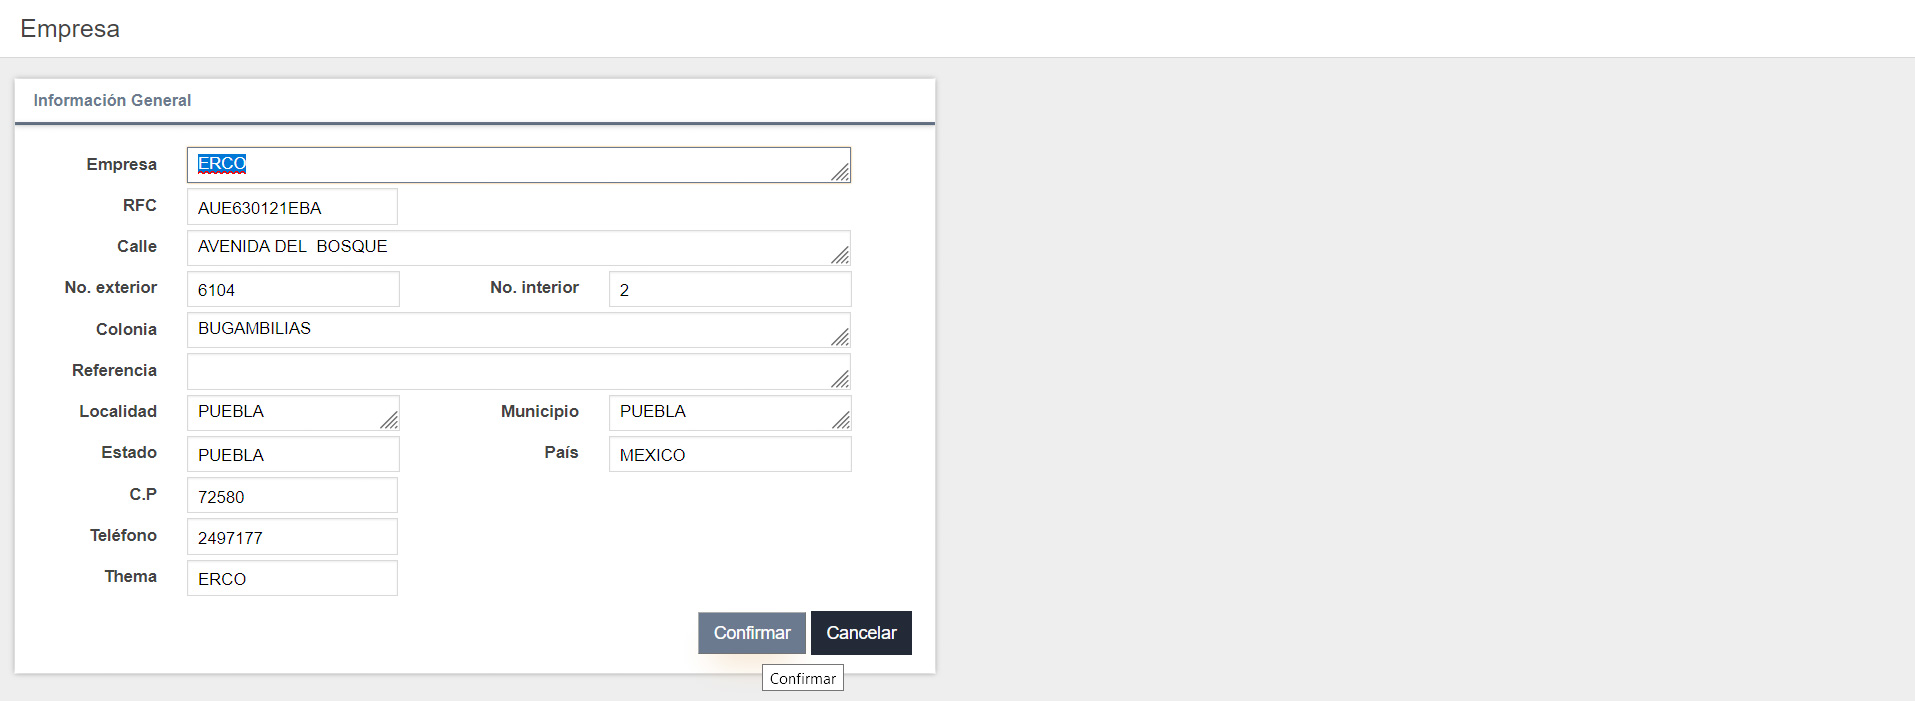 Empresa
Información General
Empresa ERCO
RFC AUE630121EBA
Calle AVENIDA DEL  BOSQUE
No. exterior 6104 No. interior 2
Colonia BUGAMBILIAS
Referencia
Localidad PUEBLA Municipio PUEBLA
Estado PUEBLA País MEXICO
C.P 72580
Teléfono 2497177
Thema ERCO
Confirmar Cancelar
Confirmar